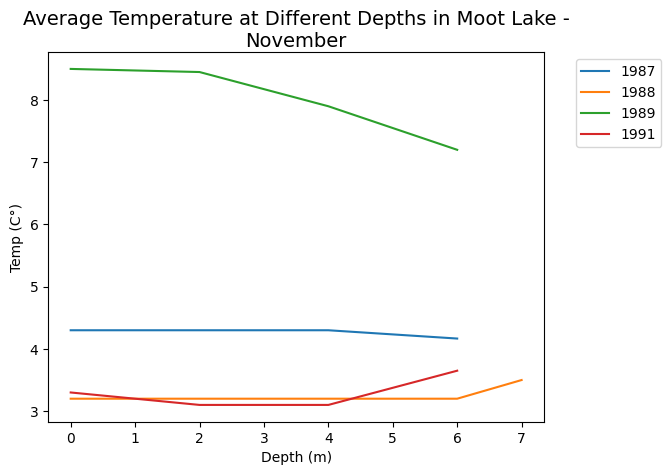 Average Temperature at Different Depths in Moot Lake -
November
1987
1988
1989
1991
8
7
6
5
4
3
Temp (C°)
0 1 2 3 4 5 6 7
Depth (m)